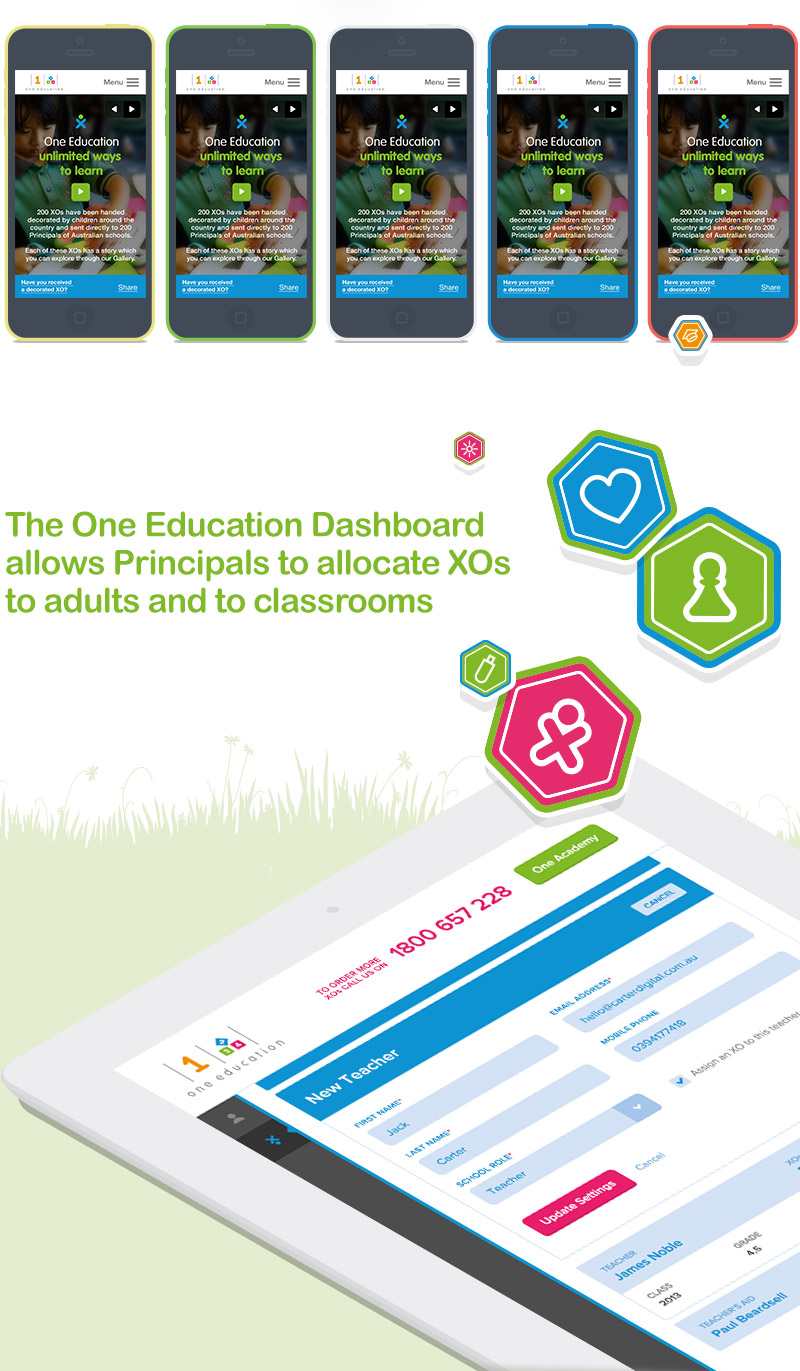 1
one education
Menu
One Education
unlimited ways
to learn
200 XOs have been handed
decorated by children around the
country and sent directly to 200
Principals of Australian schools.
Each of these XOs has a story which
you can explore through our Gallery.
Have you received
a decorated XO?
Share
1
one education
Menu
One Education
unlimited ways
to learn
200 XOs have been handed
decorated by children around the
country and sent directly to 200
Principals of Australian schools.
Each of these XOs has a story which
you can explore through our Gallery.
Have you received
a decorated XO?
Share
1
one education
Menu
One Education
unlimited ways
to learn
200 XOs have been handed
decorated by children around the
country and sent directly to 200
Principals of Australian schools.
Each of these XOs has a story which
you can explore through our Gallery.
Have you received
a decorated XO?
Share
1
one education
Menu
One Education
unlimited ways
to learn
200 XOs have been handed
decorated by children around the
country and sent directly to 200
Principals of Australian schools.
Each of these XOs has a story which
you can explore through our Gallery.
Have you received
a decorated XO?
Share
1
one education
Menu
One Education
unlimited ways
to learn
200 XOs have been handed
decorated by children around the
country and sent directly to 200
Principals of Australian schools.
Each of these XOs has a story which
you can explore through our Gallery.
Have you received
a decorated XO?
Share
The One Education Dashboard
allows Principals to allocate XOs
to adults and to classrooms
One Academy
TO ORDER MORE
XOs CALL US ON
1800 657 228
1 2 3 4
one education
New Teacher
CANCEL
FIRST NAME*
Jack
EMAIL ADDRESS*
hello@carterdigital.com.au
LAST NAME*
Carter
MOBILE PHONE
0394177418
SCHOOL ROLE*
Teacher
Assign an XO to this teacher
Update Settings
Cancel
TEACHER
James Noble
CLASS
2013
GRADE
4,5
TEACHER'S AID
Paul Beardsell